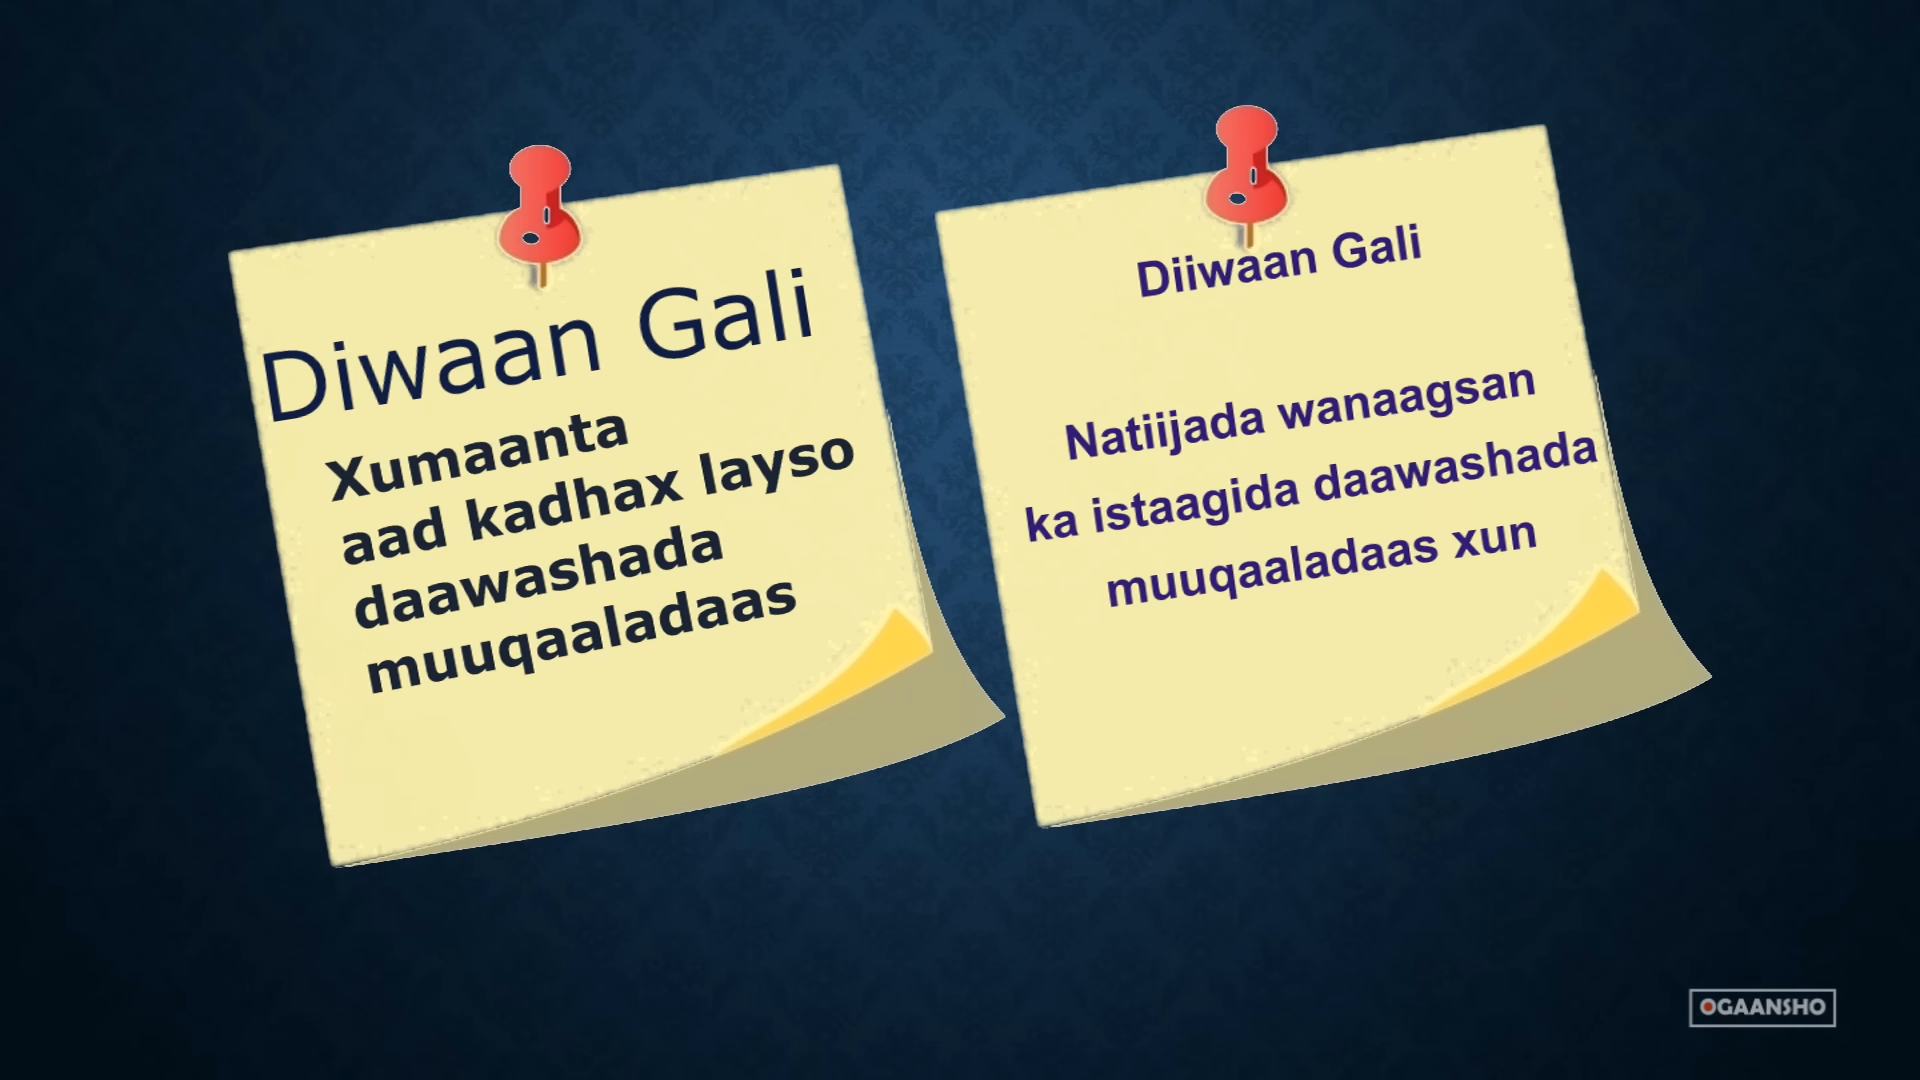 Diwaan Gali
Xumaanta
aad kadhax layso
daawashada
muuqaaladaas
Diiwaan Gali
Natiijada wanaagsan
ka istaagida daawashada
muuqaaladaas xun
OGAANSHO